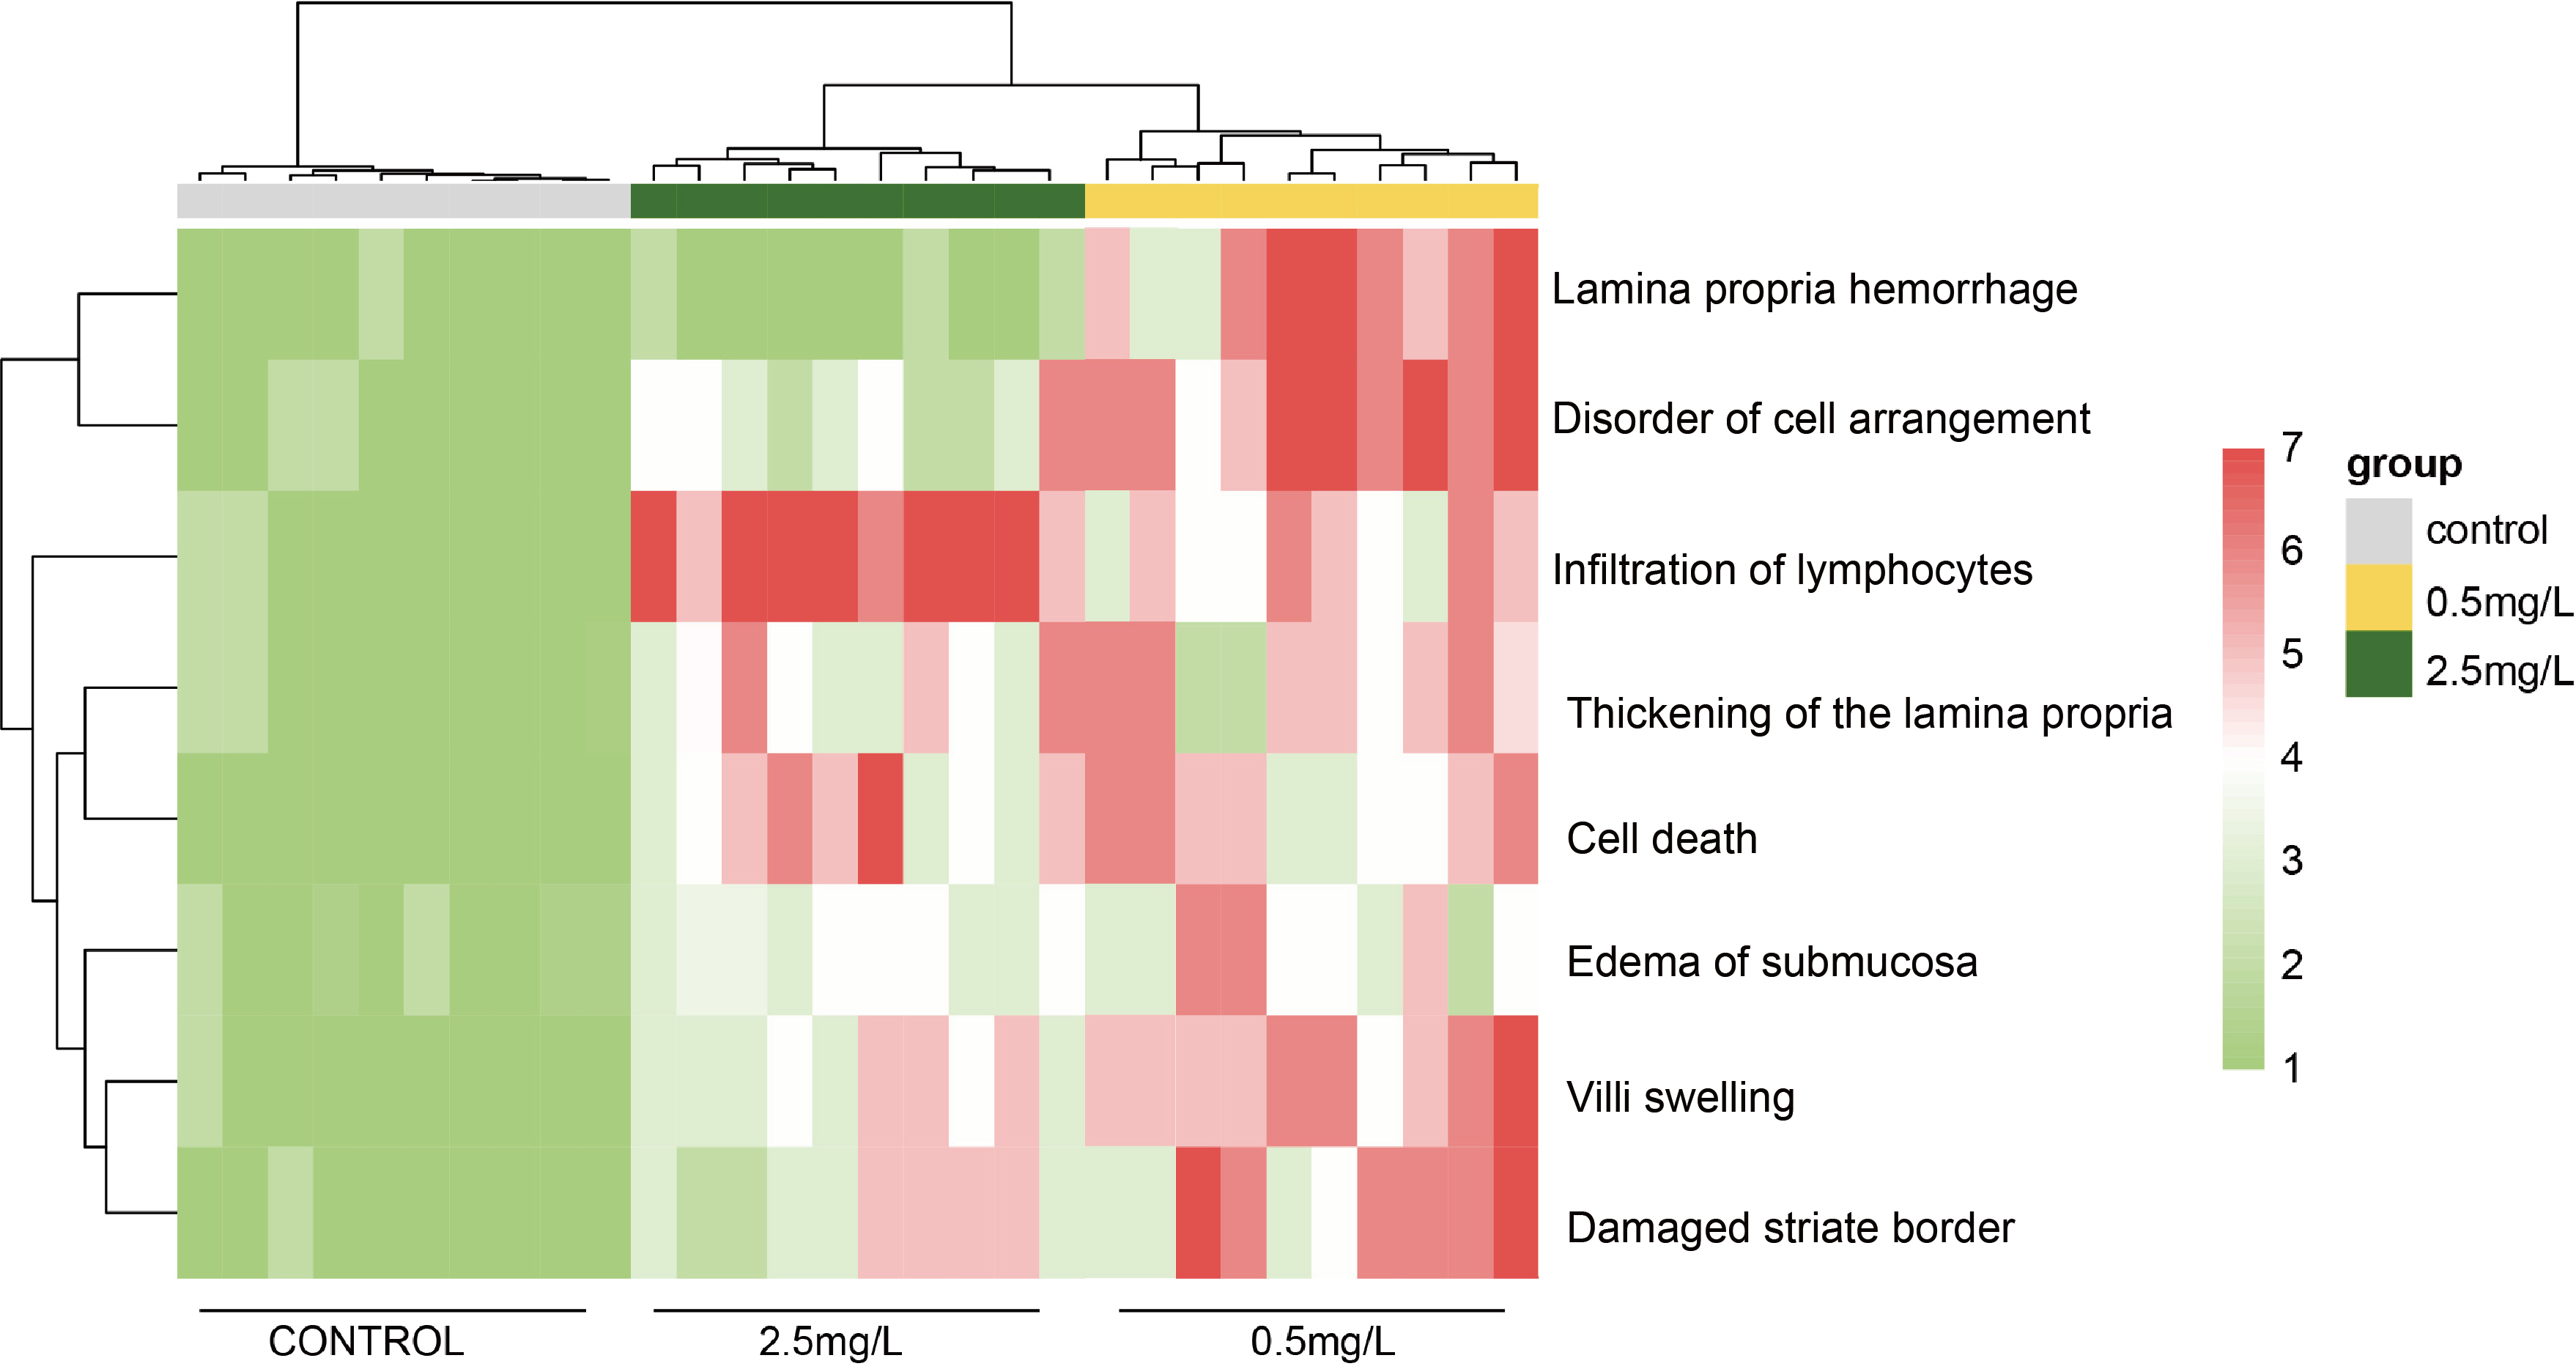 Lamina propria hemorrhage
Disorder of cell arrangement
Infiltration of lymphocytes
Thickening of the lamina propria
Cell death
Edema of submucosa
Villi swelling
Damaged striate border
7
6
5
4
3
2
1
group
control
0.5mg/L
2.5mg/L
CONTROL
2.5mg/L
0.5mg/L